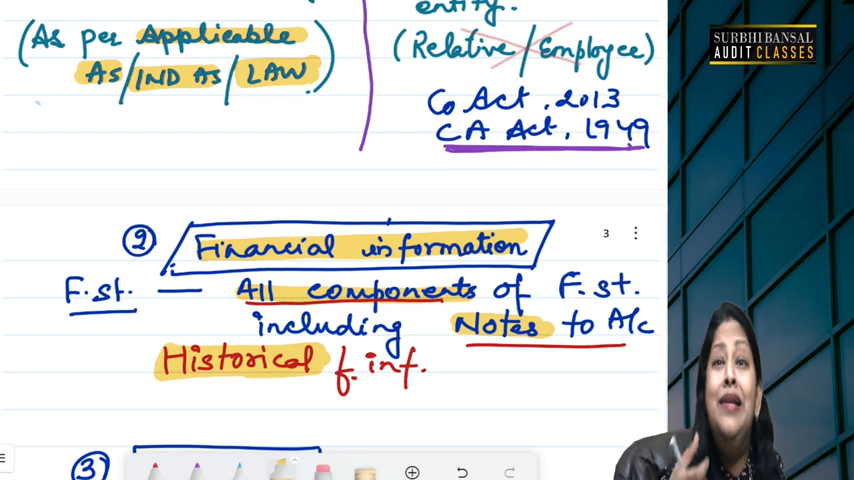 (As per Applicable
AS/IND AS/LAW)
entity.
(Relative/Employee)
Co Act, 2013
CA Act, 1949
SURBHI BANSAL
AUDIT CLASSES
3
② Financial information
F.st. — All components of F.st.
including Notes to A/c
Historical f. inf.
③